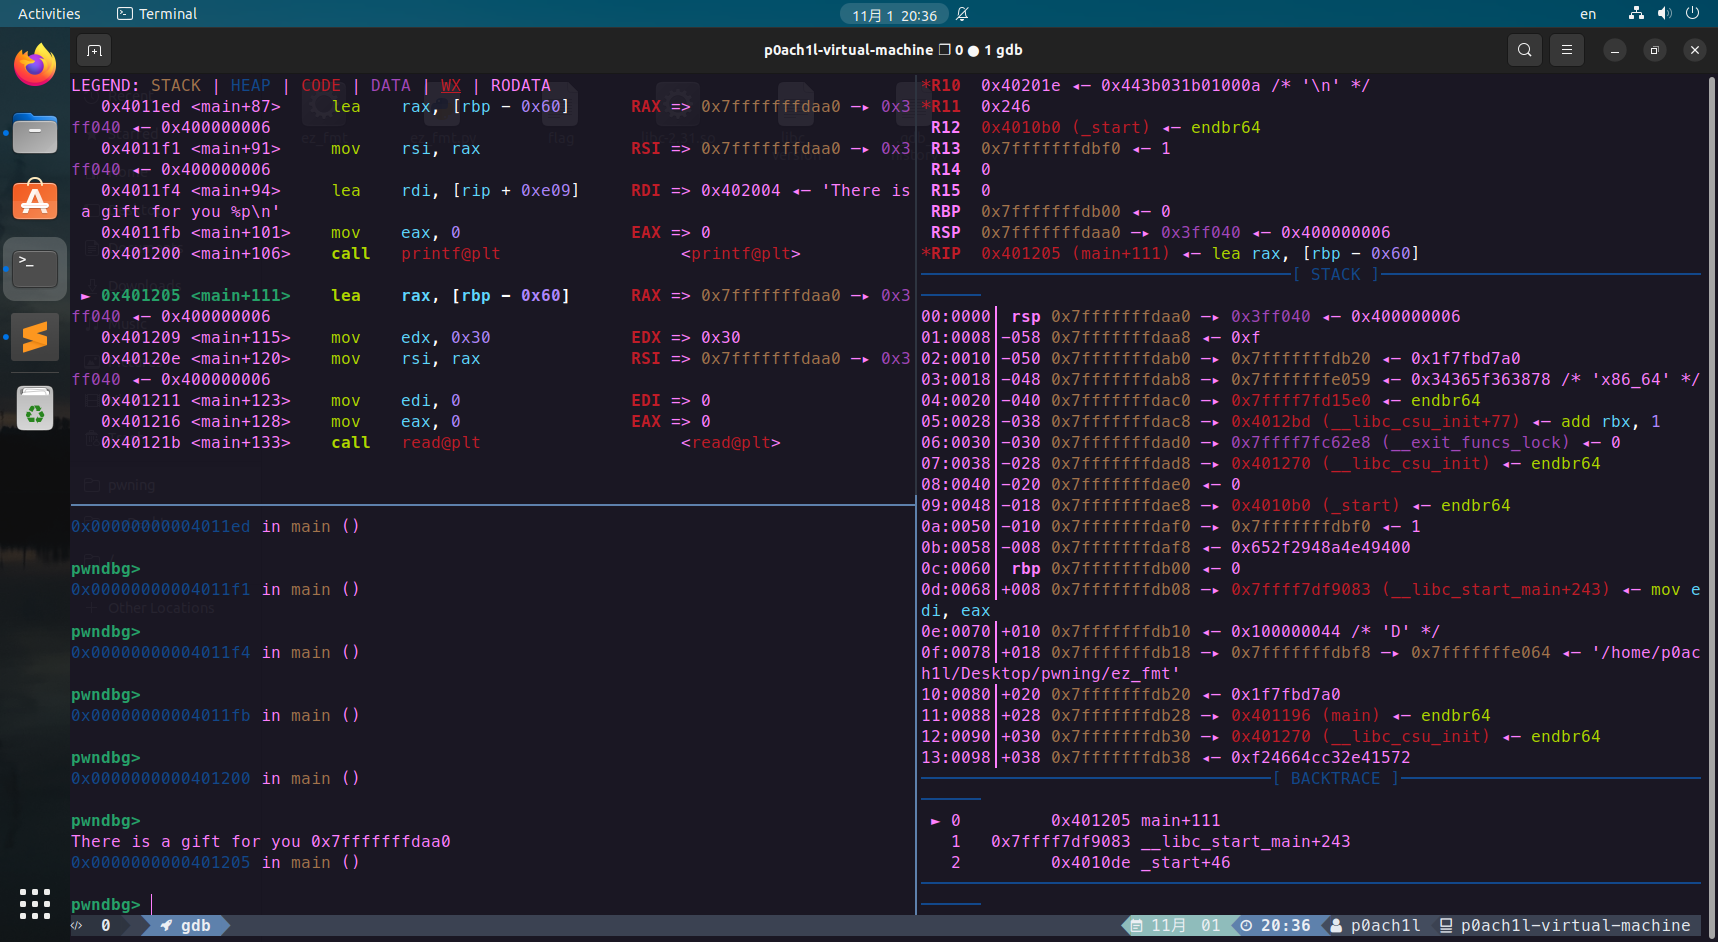 Activities Terminal 11月 1 20:36 en
p0ach1l-virtual-machine ❐ 0 ● 1 gdb
LEGEND: STACK | HEAP | CODE | DATA | WX | RODATA
0x4011ed <main+87> lea rax, [rbp - 0x60] RAX => 0x7fffffffdaa0 —▸ 0x3
ff040 ◂— 0x400000006
0x4011f1 <main+91> mov rsi, rax RSI => 0x7fffffffdaa0 —▸ 0x3
ff040 ◂— 0x400000006
0x4011f4 <main+94> lea rdi, [rip + 0xe09] RDI => 0x402004 ◂— 'There is
a gift for you %p\n'
0x4011fb <main+101> mov eax, 0 EAX => 0
0x401200 <main+106> call printf@plt <printf@plt>
► 0x401205 <main+111> lea rax, [rbp - 0x60] RAX => 0x7fffffffdaa0 —▸ 0x3
ff040 ◂— 0x400000006
0x401209 <main+115> mov edx, 0x30 EDX => 0x30
0x40120e <main+120> mov rsi, rax RSI => 0x7fffffffdaa0 —▸ 0x3
ff040 ◂— 0x400000006
0x401211 <main+123> mov edi, 0 EDI => 0
0x401216 <main+128> mov eax, 0 EAX => 0
0x40121b <main+133> call read@plt <read@plt>
pwning
0x00000000004011ed in main ()
pwndbg>
0x00000000004011f1 in main ()
Other Locations
pwndbg>
0x00000000004011f4 in main ()
pwndbg>
0x00000000004011fb in main ()
pwndbg>
0x0000000000401200 in main ()
pwndbg>
There is a gift for you 0x7fffffffdaa0
0x0000000000401205 in main ()
pwndbg>
*R10 0x40201e ◂— 0x443b031b01000a /* '\n' */
*R11 0x246
R12 0x4010b0 (_start) ◂— endbr64
R13 0x7fffffffdbf0 ◂— 1
R14 0
R15 0
RBP 0x7fffffffdb00 ◂— 0
RSP 0x7fffffffdaa0 —▸ 0x3ff040 ◂— 0x400000006
*RIP 0x401205 (main+111) ◂— lea rax, [rbp - 0x60]
[ STACK ]
00:0000│ rsp 0x7fffffffdaa0 —▸ 0x3ff040 ◂— 0x400000006
01:0008│-058 0x7fffffffdaa8 ◂— 0xf
02:0010│-050 0x7fffffffdab0 —▸ 0x7fffffffdb20 ◂— 0x1f7fbd7a0
03:0018│-048 0x7fffffffdab8 —▸ 0x7fffffffe059 ◂— 0x34365f363878 /* 'x86_64' */
04:0020│-040 0x7fffffffdac0 —▸ 0x7ffff7fd15e0 ◂— endbr64
05:0028│-038 0x7fffffffdac8 —▸ 0x4012bd (__libc_csu_init+77) ◂— add rbx, 1
06:0030│-030 0x7fffffffdad0 —▸ 0x7ffff7fc62e8 (__exit_funcs_lock) ◂— 0
07:0038│-028 0x7fffffffdad8 —▸ 0x401270 (__libc_csu_init) ◂— endbr64
08:0040│-020 0x7fffffffdae0 ◂— 0
09:0048│-018 0x7fffffffdae8 —▸ 0x4010b0 (_start) ◂— endbr64
0a:0050│-010 0x7fffffffdaf0 —▸ 0x7fffffffdbf0 ◂— 1
0b:0058│-008 0x7fffffffdaf8 ◂— 0x652f2948a4e49400
0c:0060│ rbp 0x7fffffffdb00 ◂— 0
0d:0068│+008 0x7fffffffdb08 —▸ 0x7ffff7df9083 (__libc_start_main+243) ◂— mov e
di, eax
0e:0070│+010 0x7fffffffdb10 ◂— 0x100000044 /* 'D' */
0f:0078│+018 0x7fffffffdb18 —▸ 0x7fffffffdbf8 —▸ 0x7fffffffe064 ◂— '/home/p0ac
h1l/Desktop/pwning/ez_fmt'
10:0080│+020 0x7fffffffdb20 ◂— 0x1f7fbd7a0
11:0088│+028 0x7fffffffdb28 —▸ 0x401196 (main) ◂— endbr64
12:0090│+030 0x7fffffffdb30 —▸ 0x401270 (__libc_csu_init) ◂— endbr64
13:0098│+038 0x7fffffffdb38 ◂— 0xf24664cc32e41572
[ BACKTRACE ]
► 0 0x401205 main+111
1 0x7ffff7df9083 __libc_start_main+243
2 0x4010de _start+46
0 gdb 11月 01 20:36 p0ach1l p0ach1l-virtual-machine